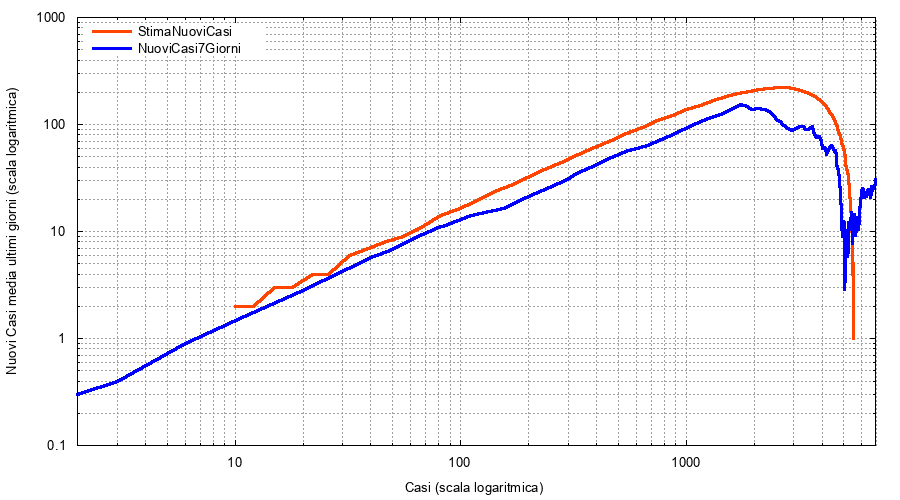 1000
StimaNuoviCasi
NuoviCasi7Giorni
100
10
1
0.1
Nuovi Casi media ultimi giorni (scala logaritmica)
10
100
1000
Casi (scala logaritmica)